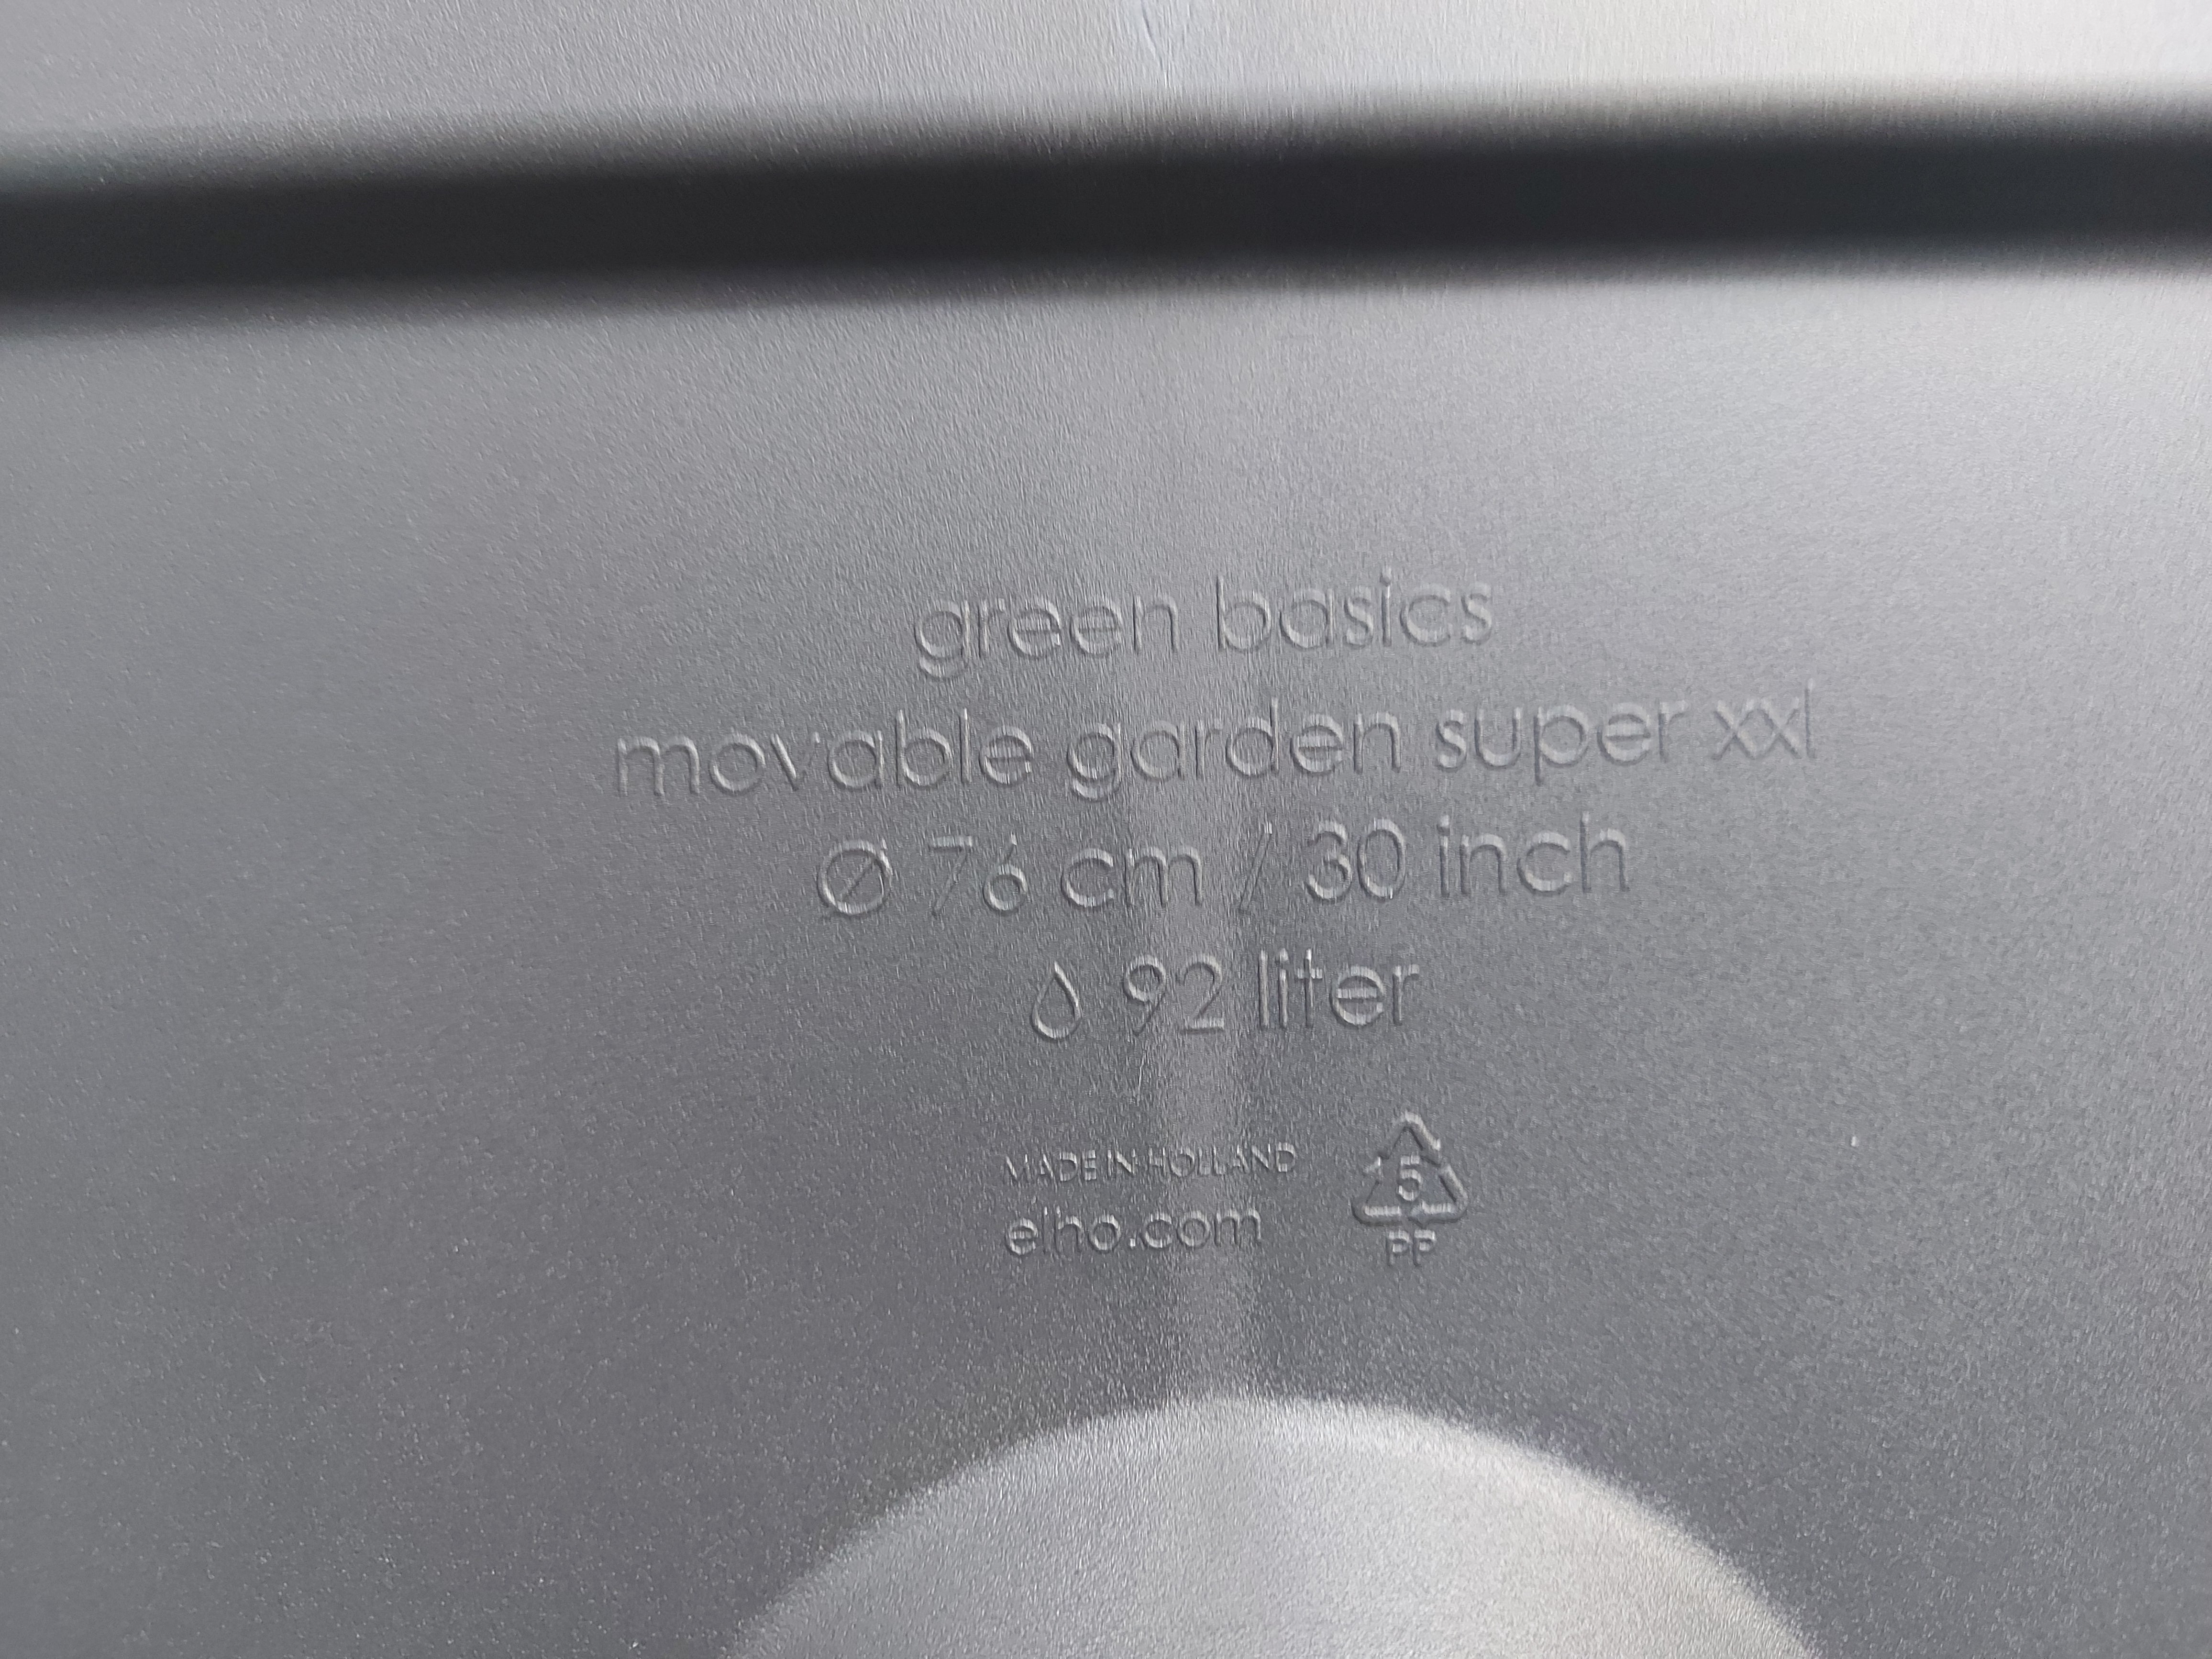 green basics
movable garden super xxl
Ø 76 cm / 30 inch
92 liter
MADE IN HOLLAND
elho.com
5
PP